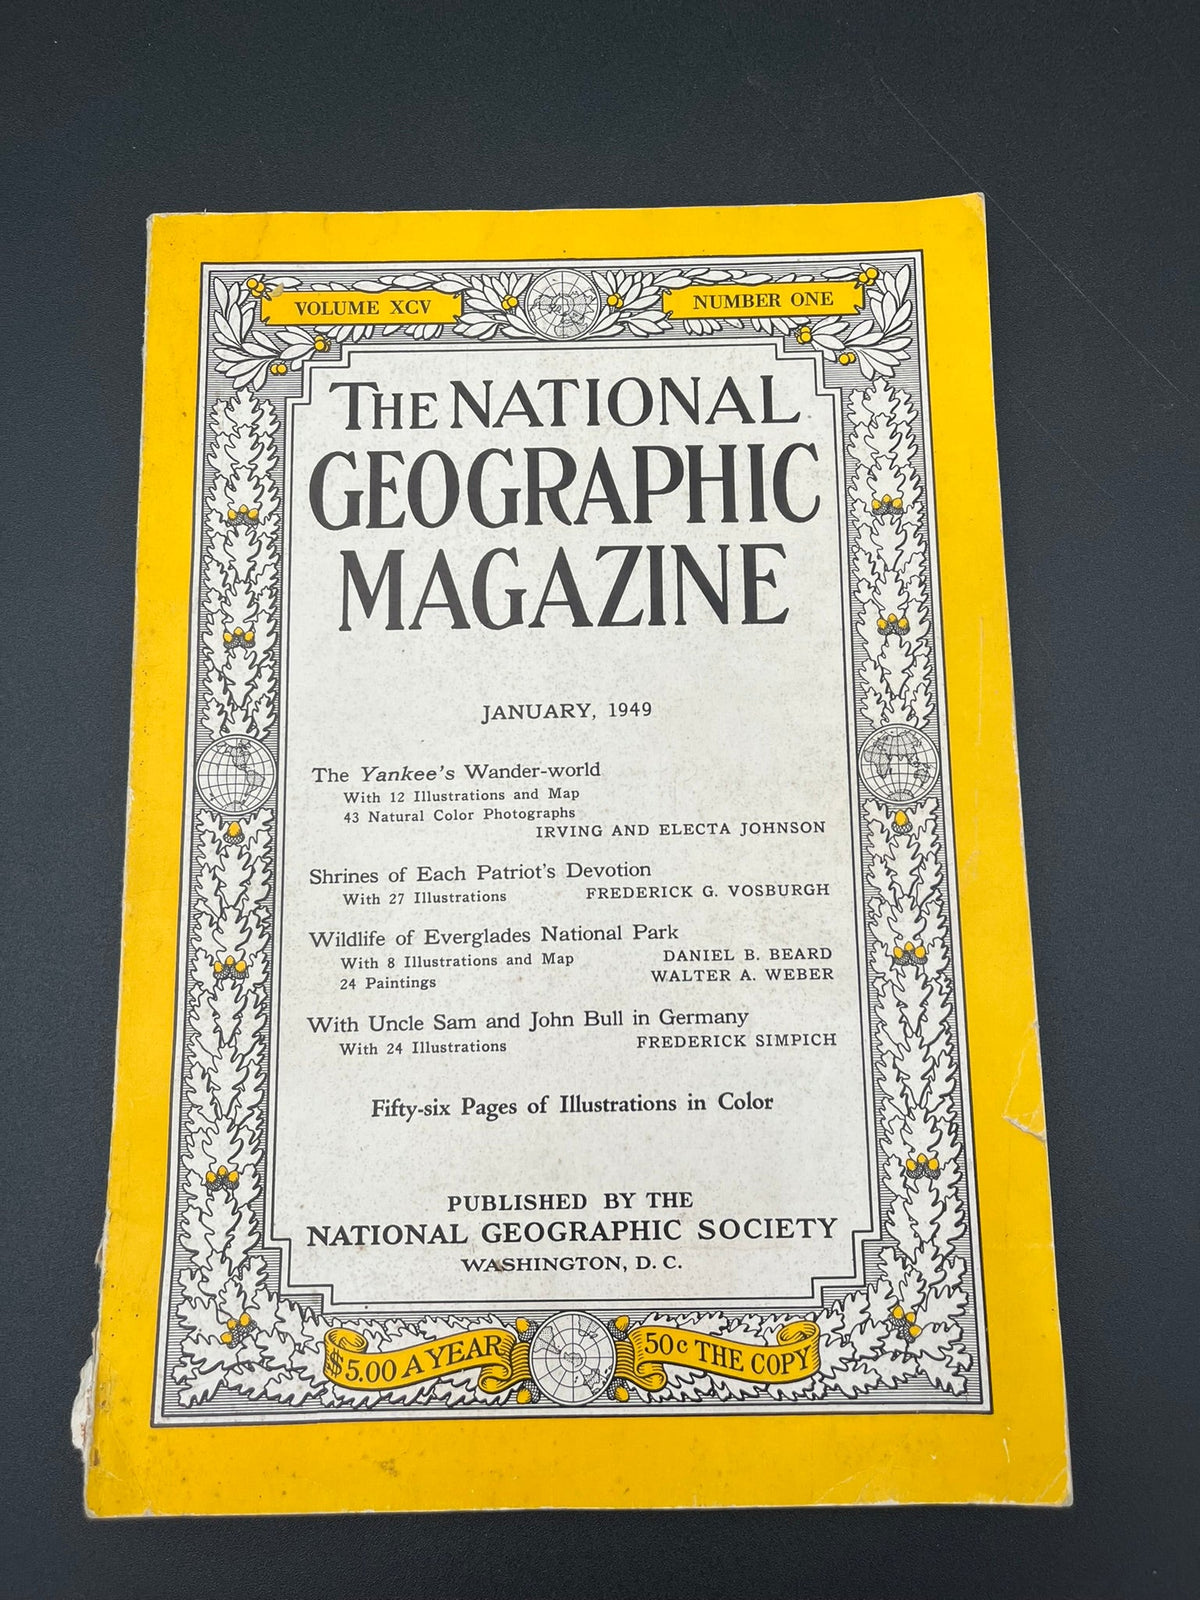 VOLUME XCV
NUMBER ONE
THE NATIONAL
GEOGRAPHIC
MAGAZINE
JANUARY, 1949
The Yankee's Wander-world
With 12 Illustrations and Map
43 Natural Color Photographs
IRVING AND ELECTA JOHNSON
Shrines of Each Patriot's Devotion
With 27 Illustrations FREDERICK G. VOSBURGH
Wildlife of Everglades National Park
With 8 Illustrations and Map DANIEL B. BEARD
24 Paintings WALTER A. WEBER
With Uncle Sam and John Bull in Germany
With 24 Illustrations FREDERICK SIMPICH
Fifty-six Pages of Illustrations in Color
PUBLISHED BY THE
NATIONAL GEOGRAPHIC SOCIETY
WASHINGTON, D. C.
$5.00 A YEAR
50c THE COPY